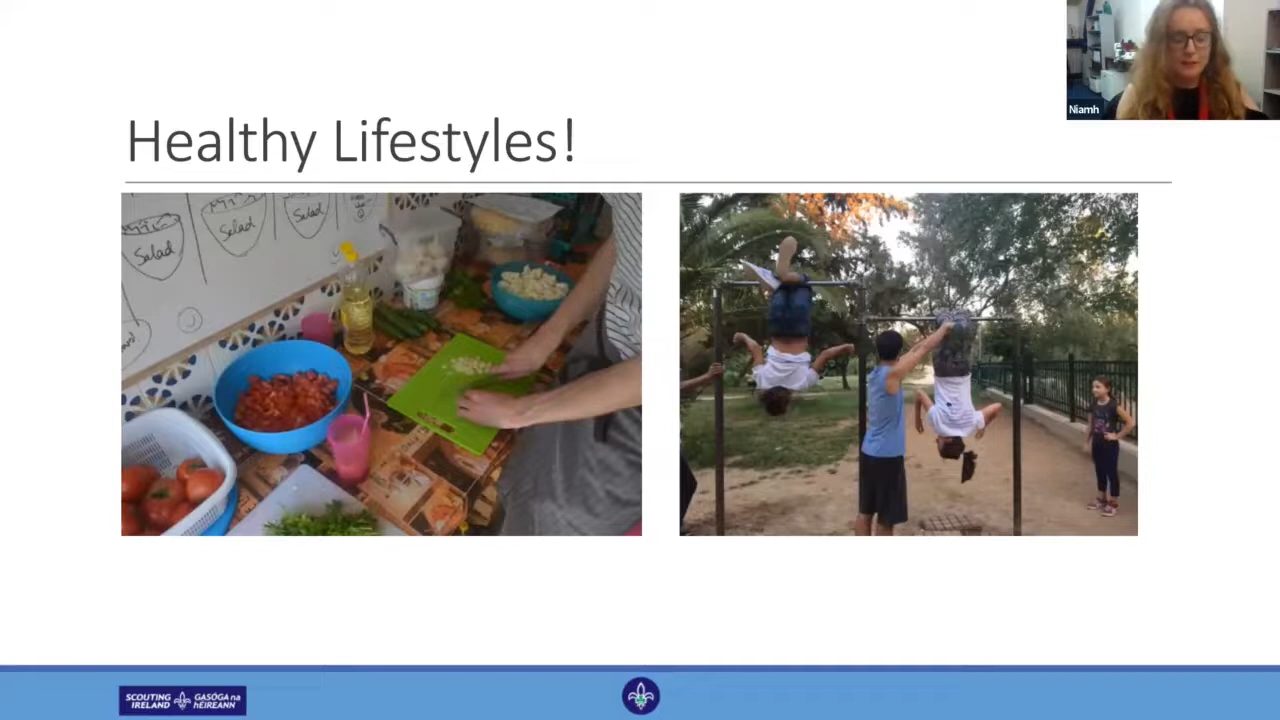 Niamh
Healthy Lifestyles!
Salad
Salad
Salad
SCOUTING IRELAND
GASÓGA NA hÉIREANN